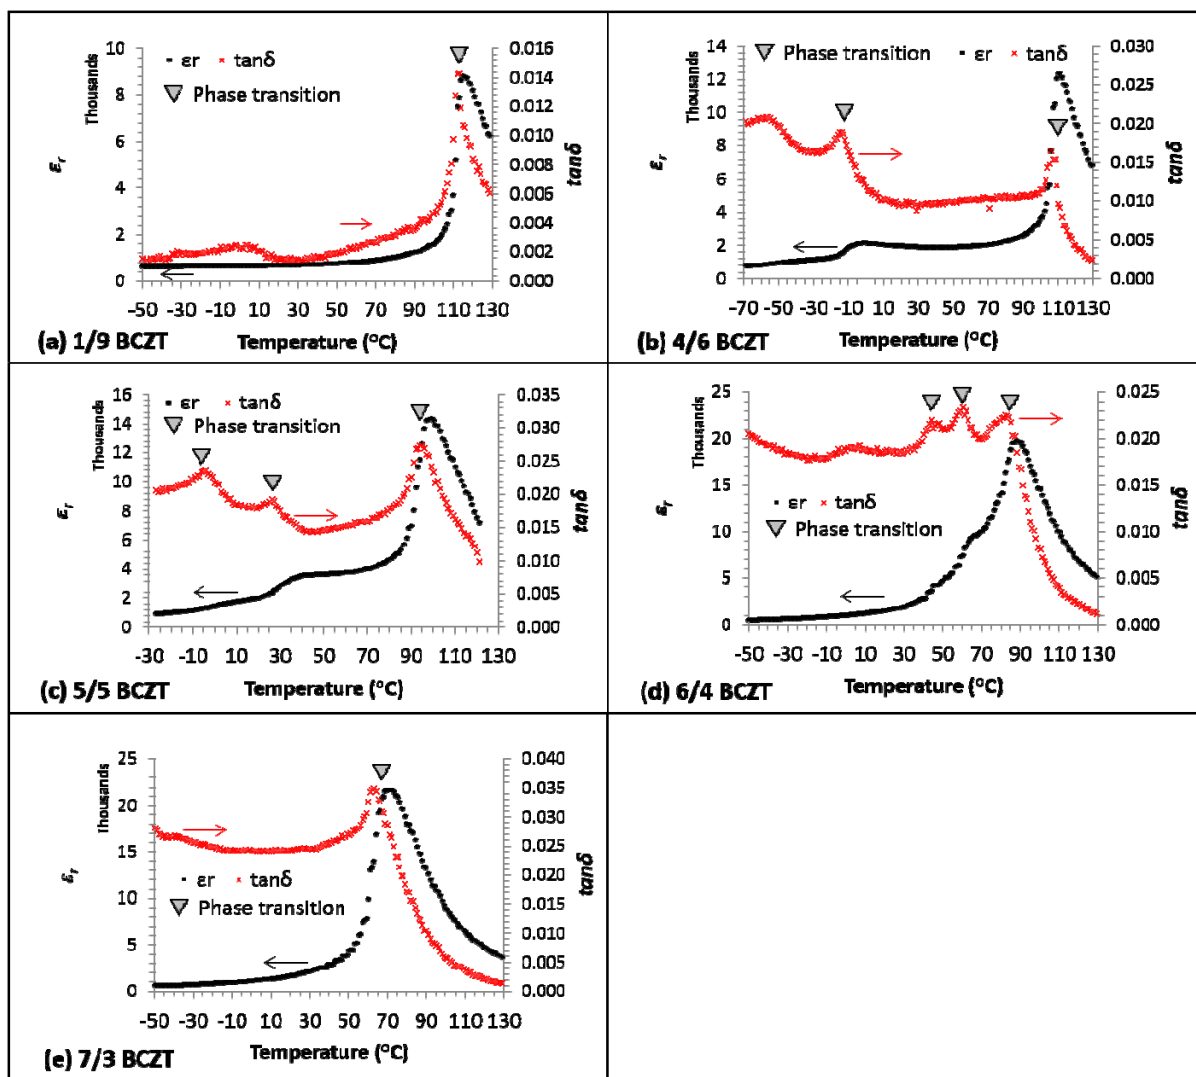 10
8
6
4
2
0
Thousands
εr
εr
tanδ
Phase transition
0.016
0.014
0.012
0.010
0.008
0.006
0.004
0.002
0.000
tanδ
-50 -30 -10 10 30 50 70 90 110 130
(a) 1/9 BCZT
Temperature (°C)
14
12
10
8
6
4
2
0
Thousands
εr
Phase transition
εr
tanδ
0.030
0.025
0.020
0.015
0.010
0.005
0.000
tanδ
-70 -50 -30 -10 10 30 50 70 90 110 130
Temperature (°C)
(b) 4/6 BCZT
16
14
12
10
8
6
4
2
0
Thousands
εr
εr
tanδ
Phase transition
0.035
0.030
0.025
0.020
0.015
0.010
0.005
0.000
tanδ
-30 -10 10 30 50 70 90 110 130
(c) 5/5 BCZT
Temperature (°C)
25
20
15
10
5
0
Thousands
εr
εr
tanδ
Phase transition
0.025
0.020
0.015
0.010
0.005
0.000
tanδ
-50 -30 -10 10 30 50 70 90 110 130
(d) 6/4 BCZT
Temperature (°C)
25
20
15
10
5
0
Thousands
εr
εr
tanδ
Phase transition
0.040
0.035
0.030
0.025
0.020
0.015
0.010
0.005
0.000
tanδ
-50 -30 -10 10 30 50 70 90 110 130
(e) 7/3 BCZT
Temperature (°C)